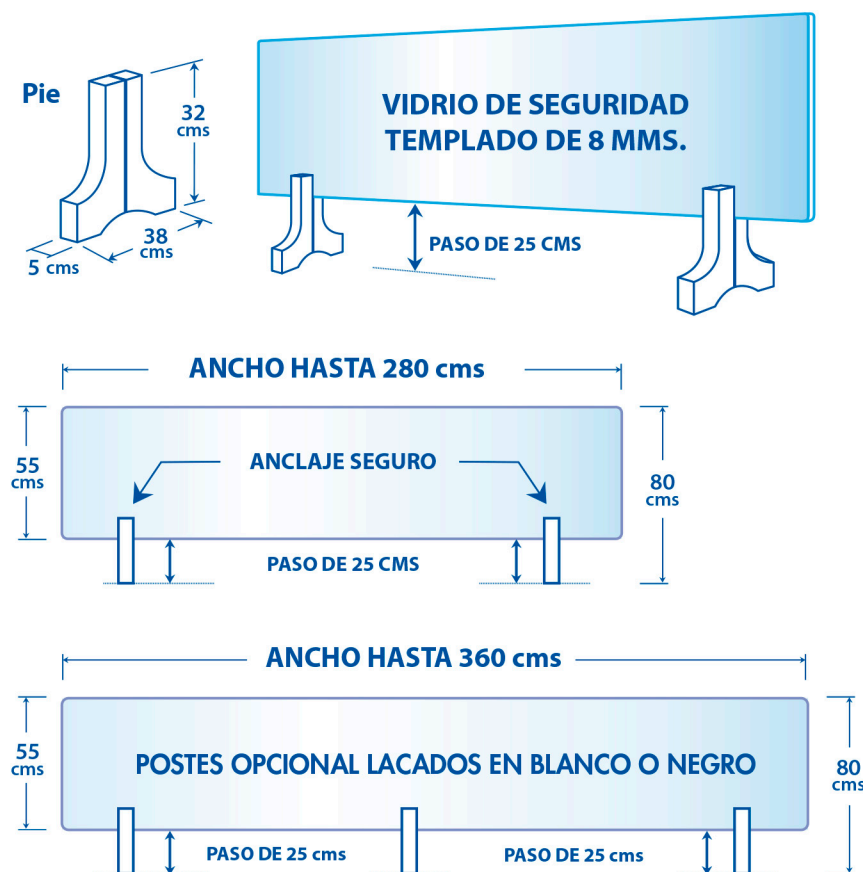 Pie
32
cms
38
cms
5 cms
VIDRIO DE SEGURIDAD
TEMPLADO DE 8 MMS.
PASO DE 25 CMS
ANCHO HASTA 280 cms
55
cms
ANCLAJE SEGURO
80
cms
PASO DE 25 CMS
ANCHO HASTA 360 cms
55
cms
POSTES OPCIONAL LACADOS EN BLANCO O NEGRO
80
cms
PASO DE 25 cms
PASO DE 25 cms